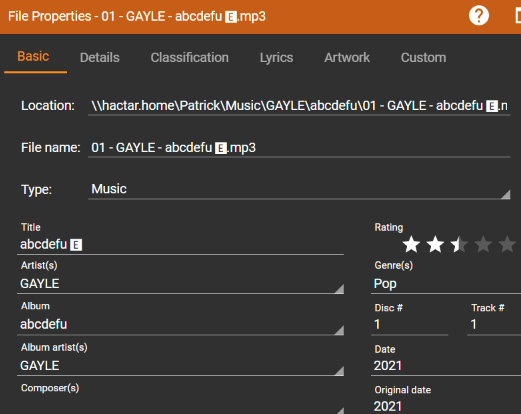 File Properties - 01 - GAYLE - abcdefu 🅴.mp3
Basic Details Classification Lyrics Artwork Custom
Location: \\hactar.home\Patrick\Music\GAYLE\abcdefu\01 - GAYLE - abcdefu 🅴.n
File name: 01 - GAYLE - abcdefu 🅴.mp3
Type: Music
Title
abcdefu 🅴
Rating
Artist(s)
GAYLE
Genre(s)
Pop
Album
abcdefu
Disc # Track #
1 1
Album artist(s)
GAYLE
Date
2021
Composer(s)
Original date
2021